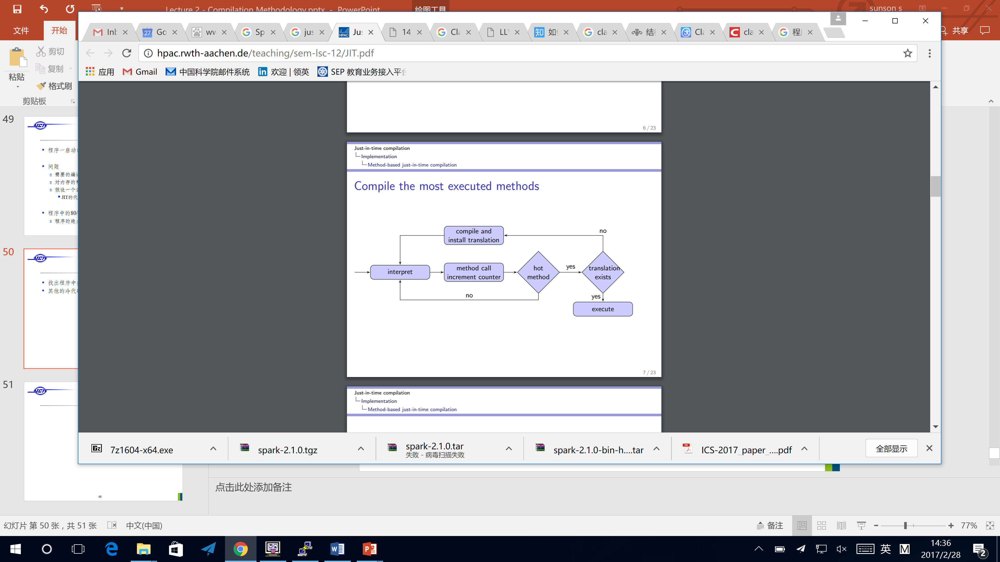 Lecture 2 - Compilation Methodology.pptx - PowerPoint
绘图工具
sunson s
文件
开始
共享
剪切
复制
粘贴
格式刷
剪贴板
Inb
27
Go
ww
Sp
jus
HPAC
Jus
14
Cla
LLV
知
如何
cla
Cla
cla
hpac.rwth-aachen.de/teaching/sem-lsc-12/JIT.pdf
应用
Gmail
中国科学院邮件系统
in
欢迎 | 领英
SEP 教育业务接入平台
6 / 23
Just-in-time compilation
Implementation
Method-based just-in-time compilation
Compile the most executed methods
compile and
install translation
no
interpret
method call
increment counter
hot
method
yes
translation
exists
no
yes
execute
7 / 23
Just-in-time compilation
Implementation
Method-based just-in-time compilation
49
ICT
程序一启动
问题
需要的编
对内存的
假设一个
JIT的代
程序中的80/
程序的绝
50
ICT
找出程序中
其他的冷代
51
ICT
46
7z
7z1604-x64.exe
spark-2.1.0.tgz
spark-2.1.0.tar
失败 - 病毒扫描失败
spark-2.1.0-bin-h....tar
PDF
ICS-2017_paper_....pdf
全部显示
点击此处添加备注
幻灯片 第 50 张，共 51 张
中文(中国)
备注
77%
英
M
14:36
2017/2/28
2